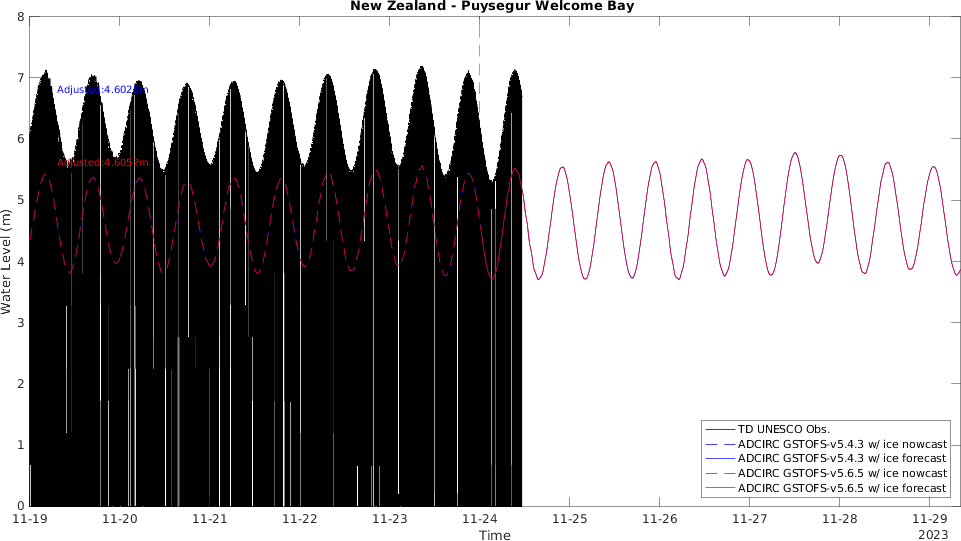 New Zealand - Puysegur Welcome Bay
8
7
6
5
4
3
2
1
0
Water Level (m)
Adjusted:4.6052m
TD UNESCO Obs.
ADCIRC GSTOFS-v5.4.3 w/ ice nowcast
ADCIRC GSTOFS-v5.4.3 w/ ice forecast
ADCIRC GSTOFS-v5.6.5 w/ ice nowcast
ADCIRC GSTOFS-v5.6.5 w/ ice forecast
11-19 11-20 11-21 11-22 11-23 11-24 11-25 11-26 11-27 11-28 11-29
Time
2023